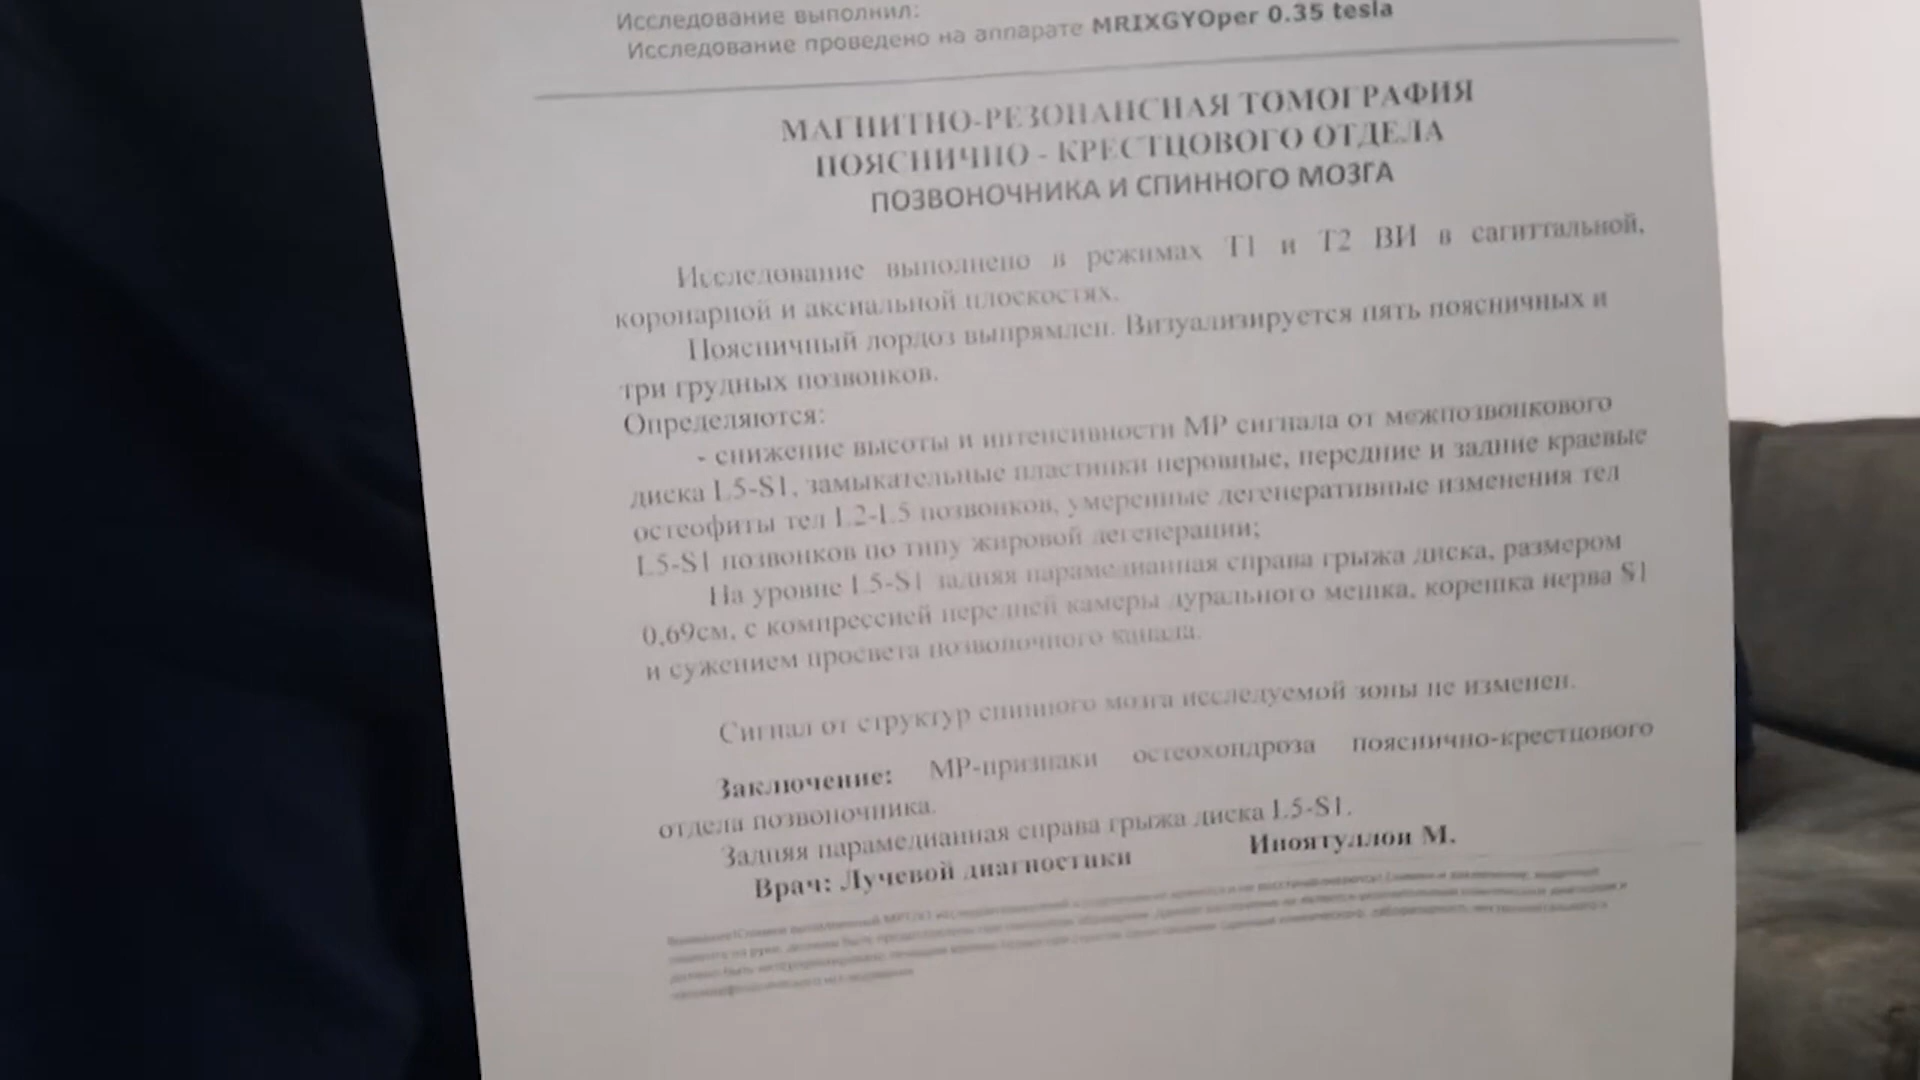 Исследование выполнил:
Исследование проведено на аппарате MRIXGYOper 0.35 tesla
МАГНИТНО-РЕЗОНАНСНАЯ ТОМОГРАФИЯ
ПОЯСНИЧНО - КРЕСТЦОВОГО ОТДЕЛА
ПОЗВОНОЧНИКА И СПИННОГО МОЗГА
Исследование выполнено в режимах Т1 и Т2 ВИ в сагиттальной,
коронарной и аксиальной плоскостях.
Поясничный лордоз выпрямлен. Визуализируется пять поясничных и
три грудных позвонков.
Определяются:
- снижение высоты и интенсивности МР сигнала от межпозвонкового
диска L5-S1, замыкательные пластинки неровные, передние и задние краевые
остеофиты тел L2-L5 позвонков, умеренные дегенеративные изменения тел
L5-S1 позвонков по типу жировой дегенерации;
На уровне L5-S1 задняя парамедианная справа грыжа диска, размером
0,69см, с компрессией передней камеры дурального мешка, корешка нерва S1
и сужением просвета позвоночного канала.
Сигнал от структур спинного мозга исследуемой зоны не изменен.
Заключение: МР-признаки остеохондроза пояснично-крестцового
отдела позвоночника.
Задняя парамедианная справа грыжа диска L5-S1.
Врач: Лучевой диагностики Иноятуллои М.